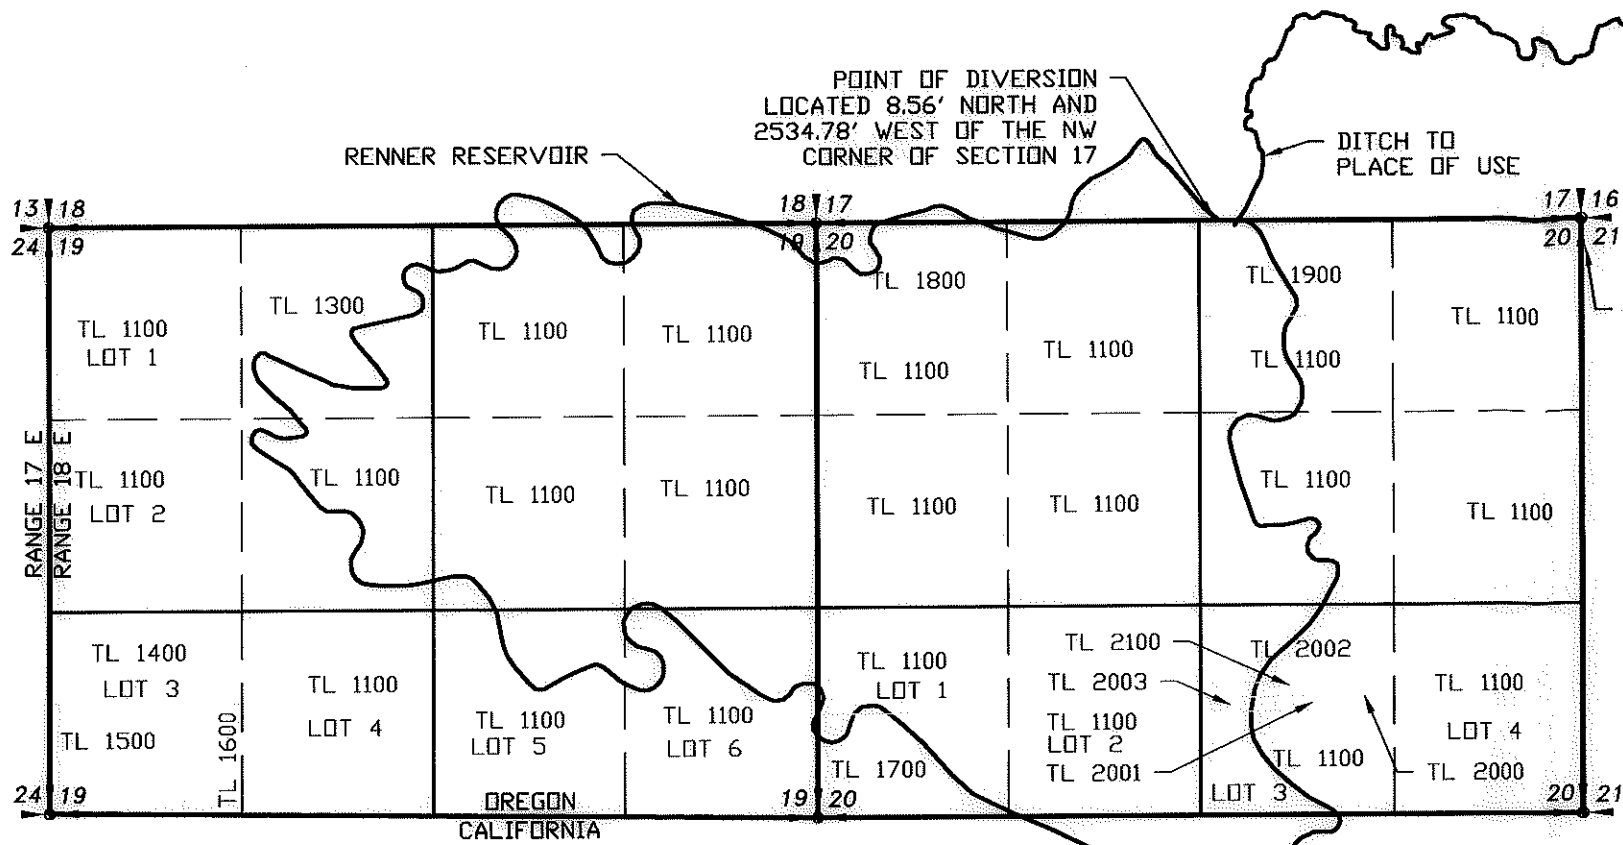 POINT OF DIVERSION
LOCATED 8.56' NORTH AND
2534.78' WEST OF THE NW
CORNER OF SECTION 17
RENNER RESERVOIR
DITCH TO
PLACE OF USE
13 18
24 19
18 17
19 20
17 16
20 21
TL 1300
TL 1100
LOT 1
TL 1100
TL 1100
TL 1800
TL 1100
TL 1100
TL 1900
TL 1100
TL 1100
RANGE 17 E
RANGE 18 E
TL 1100
LOT 2
TL 1100
TL 1100
TL 1100
TL 1100
TL 1100
TL 1100
TL 1100
TL 1400
LOT 3
TL 1500
TL 1600
TL 1100
LOT 4
TL 1100
LOT 5
TL 1100
LOT 6
TL 1100
LOT 1
TL 1700
TL 2100
TL 2003
TL 1100
LOT 2
TL 2001
TL 2002
TL 1100
LOT 3
TL 1100
LOT 4
TL 2000
24 19
19 20
20 21
OREGON
CALIFORNIA